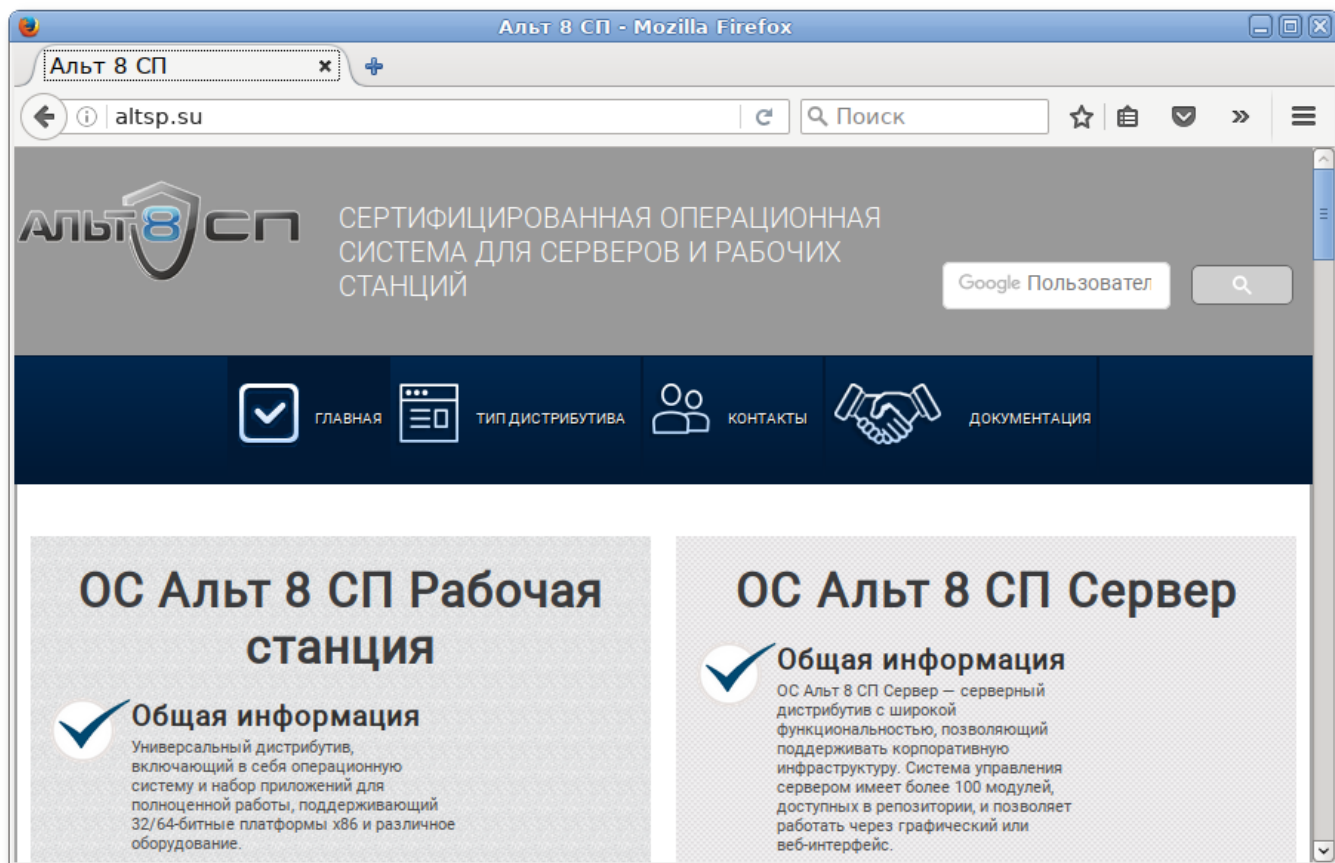 Альт 8 СП - Mozilla Firefox
Альт 8 СП
altsp.su
Поиск
АЛЬТ 8 СП
СЕРТИФИЦИРОВАННАЯ ОПЕРАЦИОННАЯ
СИСТЕМА ДЛЯ СЕРВЕРОВ И РАБОЧИХ
СТАНЦИЙ
Google Пользовател
ГЛАВНАЯ
ТИП ДИСТРИБУТИВА
КОНТАКТЫ
ДОКУМЕНТАЦИЯ
ОС Альт 8 СП Рабочая
станция
Общая информация
Универсальный дистрибутив,
включающий в себя операционную
систему и набор приложений для
полноценной работы, поддерживающий
32/64-битные платформы x86 и различное
оборудование.
ОС Альт 8 СП Сервер
Общая информация
ОС Альт 8 СП Сервер — серверный
дистрибутив с широкой
функциональностью, позволяющий
поддерживать корпоративную
инфраструктуру. Система управления
сервером имеет более 100 модулей,
доступных в репозитории, и позволяет
работать через графический или
веб-интерфейс.